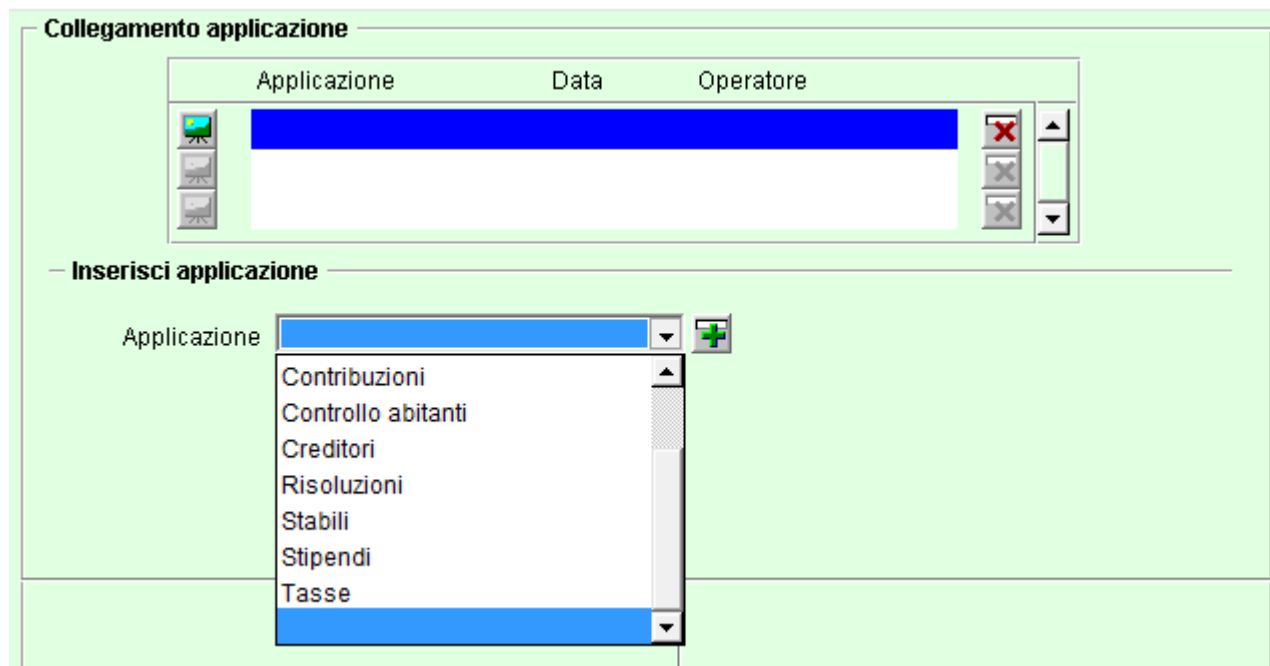 Collegamento applicazione
Applicazione Data Operatore
Inserisci applicazione
Applicazione
Contribuzioni
Controllo abitanti
Creditori
Risoluzioni
Stabili
Stipendi
Tasse